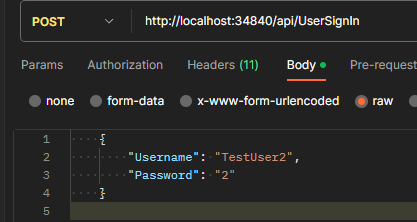 POST http://localhost:34840/api/UserSignIn
Params Authorization Headers (11) Body Pre-request
none form-data x-www-form-urlencoded raw
1 {
2 "Username": "TestUser2",
3 "Password": "2"
4 }
5